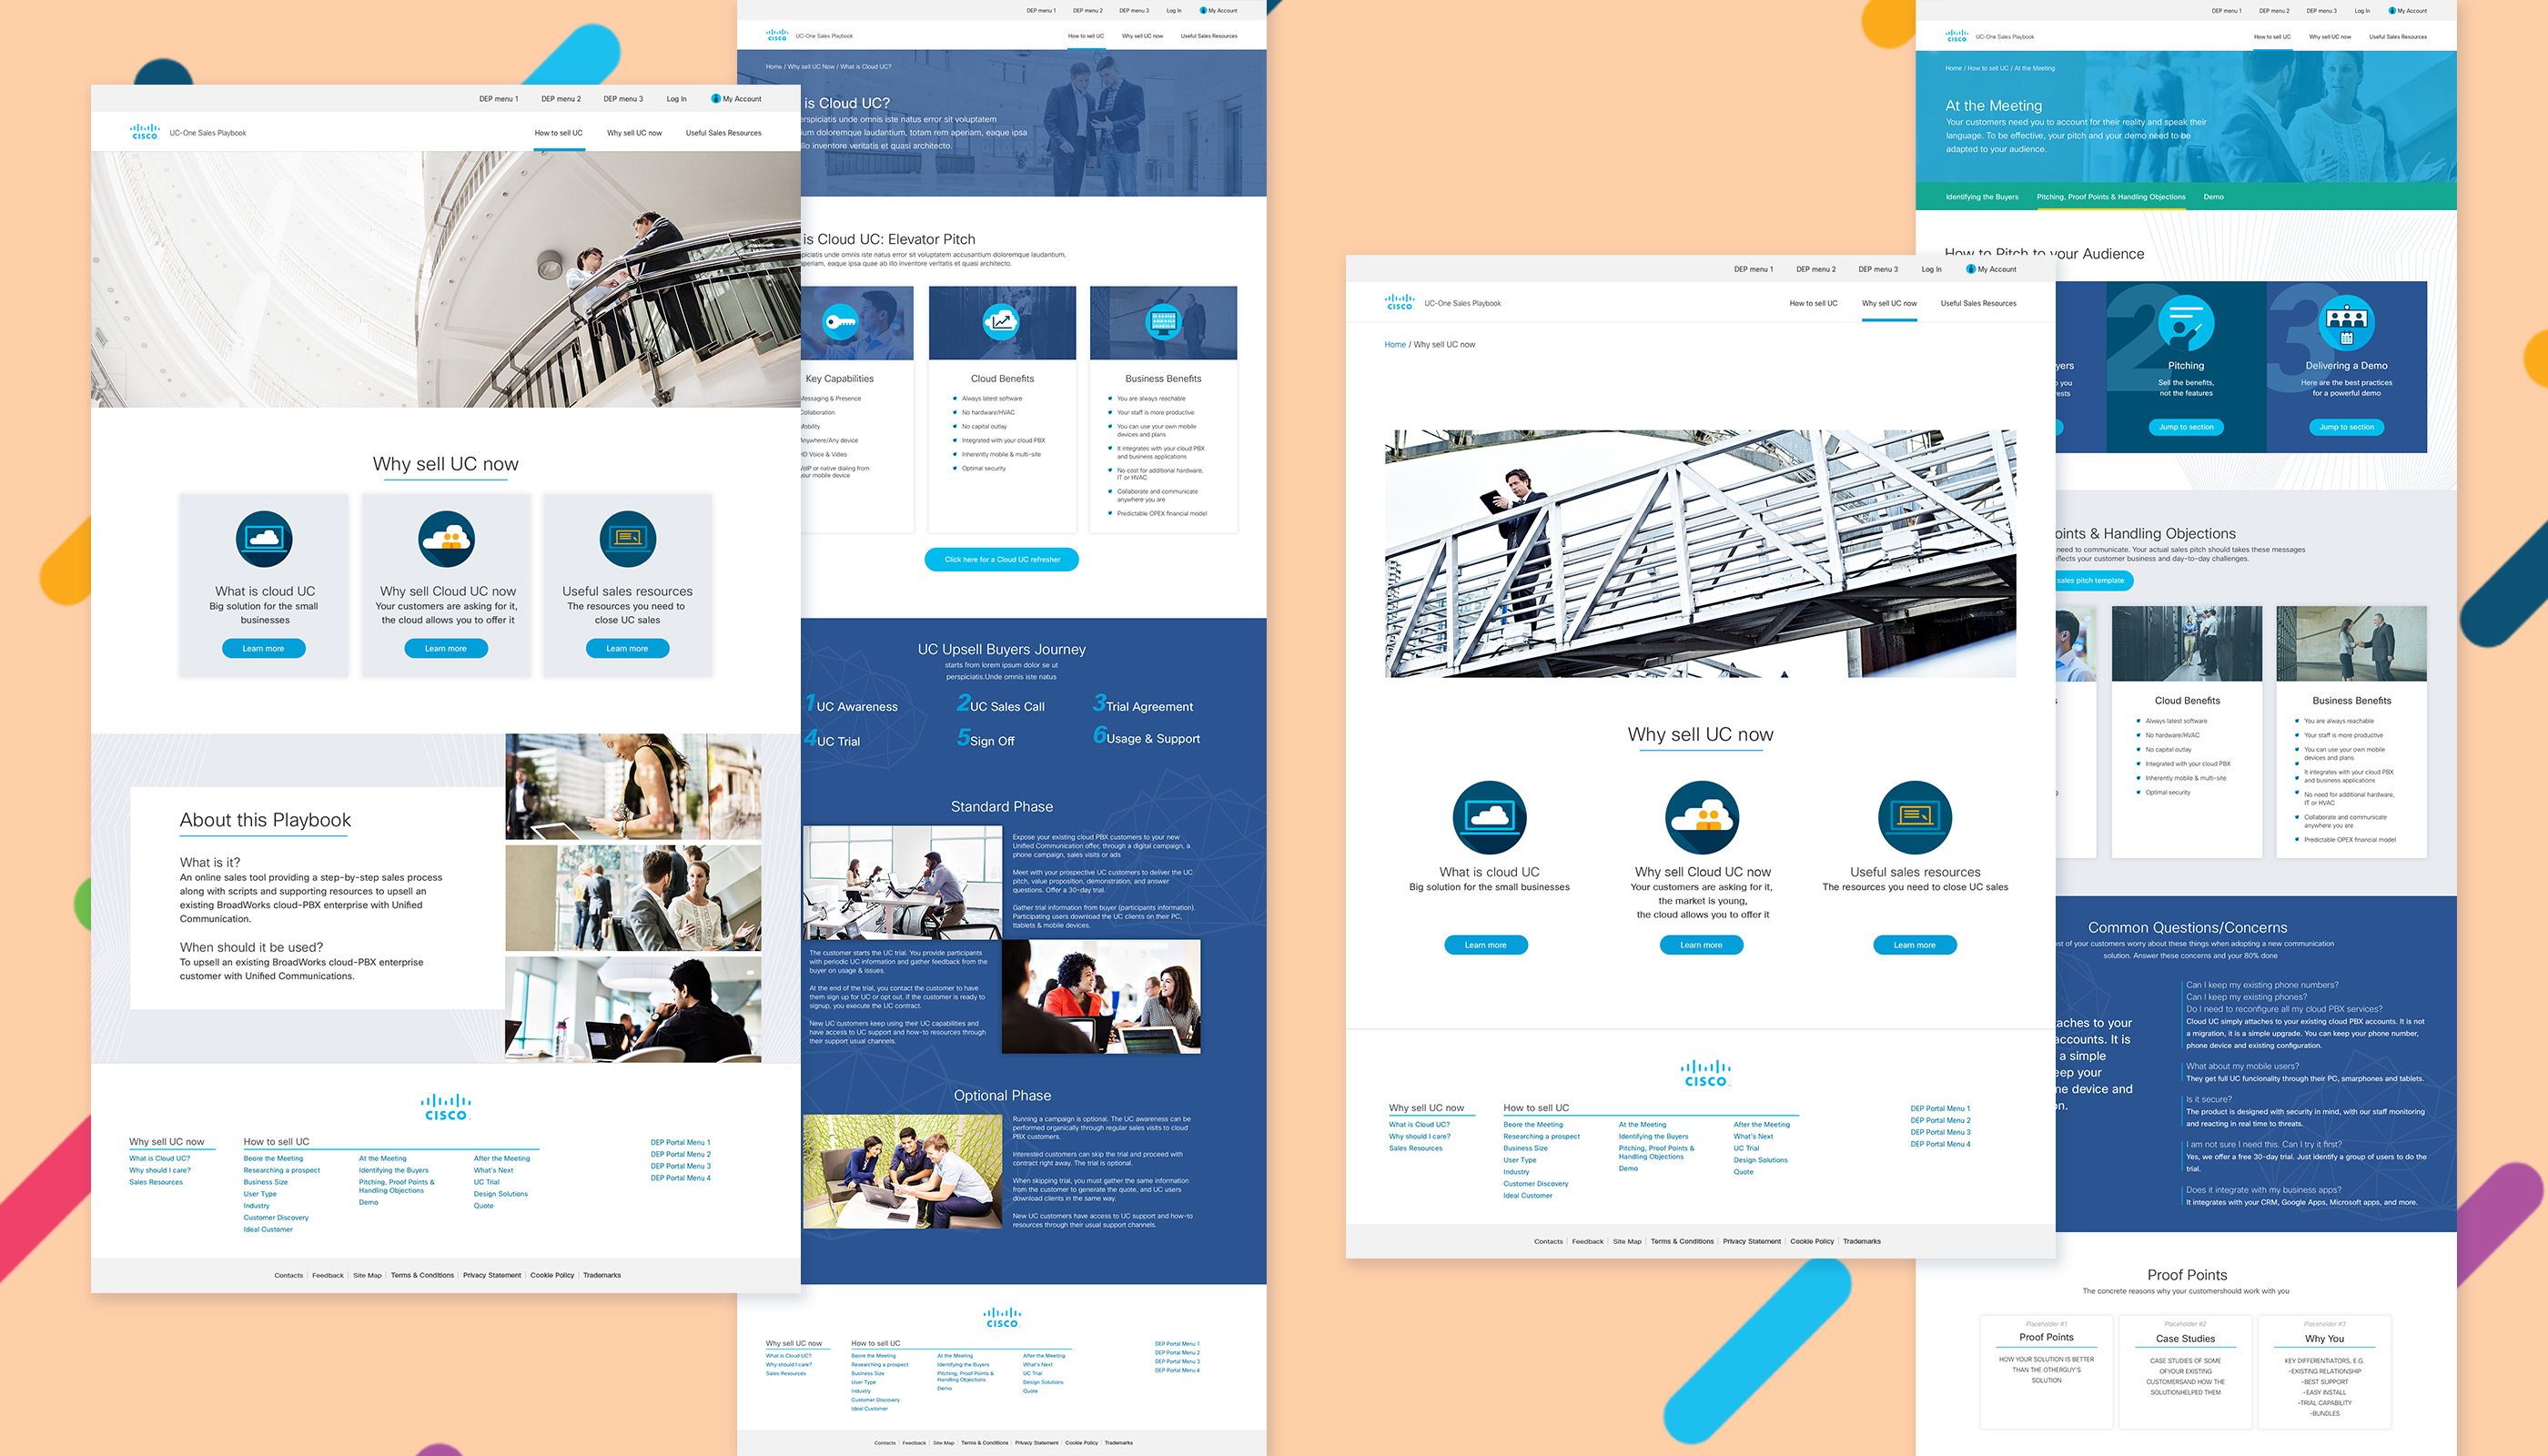 DEP menu 1 DEP menu 2 DEP menu 3 Log In My Account
CISCO UC-One Sales Playbook How to sell UC Why sell UC now Useful Sales Resources
Why sell UC now
What is cloud UC
Big solution for the small
businesses
Learn more
Why sell Cloud UC now
Your customers are asking for it,
the cloud allows you to offer it
Learn more
Useful sales resources
The resources you need to
close UC sales
Learn more
About this Playbook
What is it?
An online sales tool providing a step-by-step sales process
along with scripts and supporting resources to upsell an
existing BroadWorks cloud-PBX enterprise with Unified
Communication.
When should it be used?
To upsell an existing BroadWorks cloud-PBX enterprise
customer with Unified Communications.
CISCO
Why sell UC now
What is Cloud UC?
Why should I care?
Sales Resources
How to sell UC
Beore the Meeting
Researching a prospect
Business Size
User Type
Industry
Customer Discovery
Ideal Customer
At the Meeting
Identifying the Buyers
Pitching, Proof Points &
Handling Objections
Demo
After the Meeting
What's Next
UC Trial
Design Solutions
Quote
DEP Portal Menu 1
DEP Portal Menu 2
DEP Portal Menu 3
DEP Portal Menu 4
Contacts Feedback Site Map Terms & Conditions Privacy Statement Cookie Policy Trademarks
DEP menu 1 DEP menu 2 DEP menu 3 Log In My Account
CISCO UC-One Sales Playbook How to sell UC Why sell UC now Useful Sales Resources
Home / Why sell UC Now / What is Cloud UC?
is Cloud UC?
erspiciatis unde omnis iste natus error sit voluptatem
ium doloremque laudantium, totam rem aperiam, eaque ipsa
illo inventore veritatis et quasi architecto.
is Cloud UC: Elevator Pitch
piciatis unde omnis iste natus error sit voluptatem accusantium doloremque laudantium,
periam, eaque ipsa quae ab illo inventore veritatis et quasi architecto.
Key Capabilities
Messaging & Presence
Collaboration
Mobility
Anywhere/Any device
HD Voice & Video
VoIP or native dialing from
your mobile device
Cloud Benefits
Always latest software
No hardware/HVAC
No capital outlay
Integrated with your cloud PBX
Inherently mobile & multi-site
Optimal security
Business Benefits
You are always reachable
Your staff is more productive
You can use your own mobile
devices and plans
It integrates with your cloud PBX
and business applications
No cost for additional hardware,
IT or HVAC
Collaborate and communicate
anywhere you are
Predictable OPEX financial model
Click here for a Cloud UC refresher
UC Upsell Buyers Journey
starts from lorem ipsum dolor se ut
perspiciatis.Unde omnis iste natus
1 UC Awareness 2 UC Sales Call 3 Trial Agreement
4 UC Trial 5 Sign Off 6 Usage & Support
Standard Phase
Expose your existing cloud PBX customers to your new
Unified Communication offer, through a digital campaign, a
phone campaign, sales visits or ads
Meet with your prospective UC customers to deliver the UC
pitch, value proposition, demonstration, and answer
questions. Offer a 30-day trial.
Gather trial information from buyer (participants information).
Participating users download the UC clients on their PC,
ttablets & mobile devices.
The customer starts the UC trial. You provide participants
with periodic UC information and gather feedback from the
buyer on usage & issues.
At the end of the trial, you contact the customer to have
them sign up for UC or opt out. If the customer is ready to
signup, you execute the UC contract.
New UC customers keep using their UC capabilities and
have access to UC support and how-to resources through
their support usual channels.
Optional Phase
Running a campaign is optional. The UC awareness can be
performed organically through regular sales visits to cloud
PBX customers.
Interested customers can skip the trial and proceed with
contract right away. The trial is optional.
When skipping trial, you must gather the same information
from the customer to generate the quote, and UC users
download clients in the same way.
New UC customers have access to UC support and how-to
resources through their usual support channels.
CISCO
Why sell UC now
What is Cloud UC?
Why should I care?
Sales Resources
How to sell UC
Beore the Meeting
Researching a prospect
Business Size
User Type
Industry
Customer Discovery
Ideal Customer
At the Meeting
Identifying the Buyers
Pitching, Proof Points &
Handling Objections
Demo
After the Meeting
What's Next
UC Trial
Design Solutions
Quote
DEP Portal Menu 1
DEP Portal Menu 2
DEP Portal Menu 3
DEP Portal Menu 4
Contacts Feedback Site Map Terms & Conditions Privacy Statement Cookie Policy Trademarks
DEP menu 1 DEP menu 2 DEP menu 3 Log In My Account
CISCO UC-One Sales Playbook How to sell UC Why sell UC now Useful Sales Resources
Home / Why sell UC now
Why sell UC now
What is cloud UC
Big solution for the small businesses
Learn more
Why sell Cloud UC now
Your customers are asking for it,
the market is young,
the cloud allows you to offer it
Learn more
Useful sales resources
The resources you need to close UC sales
Learn more
CISCO
Why sell UC now
What is Cloud UC?
Why should I care?
Sales Resources
How to sell UC
Beore the Meeting
Researching a prospect
Business Size
User Type
Industry
Customer Discovery
Ideal Customer
At the Meeting
Identifying the Buyers
Pitching, Proof Points &
Handling Objections
Demo
After the Meeting
What's Next
UC Trial
Design Solutions
Quote
DEP Portal Menu 1
DEP Portal Menu 2
DEP Portal Menu 3
DEP Portal Menu 4
Contacts Feedback Site Map Terms & Conditions Privacy Statement Cookie Policy Trademarks
DEP menu 1 DEP menu 2 DEP menu 3 Log In My Account
CISCO UC-One Sales Playbook How to sell UC Why sell UC now Useful Sales Resources
Home / How to sell UC / At the Meeting
At the Meeting
Your customers need you to account for their reality and speak their
language. To be effective, your pitch and your demo need to be
adapted to your audience.
Identifying the Buyers Pitching, Proof Points & Handling Objections Demo
How to Pitch to your Audience
yers
you
rests
2
Pitching
Sell the benefits,
not the features
Jump to section
3
Delivering a Demo
Here are the best practices
for a powerful demo
Jump to section
oints & Handling Objections
need to communicate. Your actual sales pitch should takes these messages
eflects your customer business and day-to-day challenges.
sales pitch template
s
g
Cloud Benefits
Always latest software
No hardware/HVAC
No capital outlay
Integrated with your cloud PBX
Inherently mobile & multi-site
Optimal security
Business Benefits
You are always reachable
Your staff is more productive
You can use your own mobile
devices and plans
It integrates with your cloud PBX
and business applications
No need for additional hardware,
IT or HVAC
Collaborate and communicate
anywhere you are
Predictable OPEX financial model
Common Questions/Concerns
st of your customers worry about these things when adopting a new communication
solution. Answer these concerns and your 80% done
taches to your
accounts. It is
a simple
eep your
ne device and
on.
Can I keep my existing phone numbers?
Can I keep my existing phones?
Do I need to reconfigure all my cloud PBX services?
Cloud UC simply attaches to your existing cloud PBX accounts. It is not
a migration, it is a simple upgrade. You can keep your phone number,
phone device and existing configuration.
What about my mobile users?
They get full UC funcionality through their PC, smarphones and tablets.
Is it secure?
The product is designed with security in mind, with our staff monitoring
and reacting in real time to threats.
I am not sure I need this. Can I try it first?
Yes, we offer a free 30-day trial. Just identify a group of users to do the
trial.
Does it integrate with my business apps?
It integrates with your CRM, Google Apps, Microsoft apps, and more.
Proof Points
The concrete reasons why your customershould work with you
Placeholder #1
Proof Points
HOW YOUR SOLUTION IS BETTER
THAN THE OTHERGUY'S
SOLUTION
Placeholder #2
Case Studies
CASE STUDIES OF SOME
OFYOUR EXISTING
CUSTOMERSAND HOW THE
SOLUTIONHELPED THEM
Placeholder #3
Why You
KEY DIFFERENTIATORS, E.G.
-EXISTING RELATIONSHIP
-BEST SUPPORT
-EASY INSTALL
-TRIAL CAPABILITY
-BUNDLES